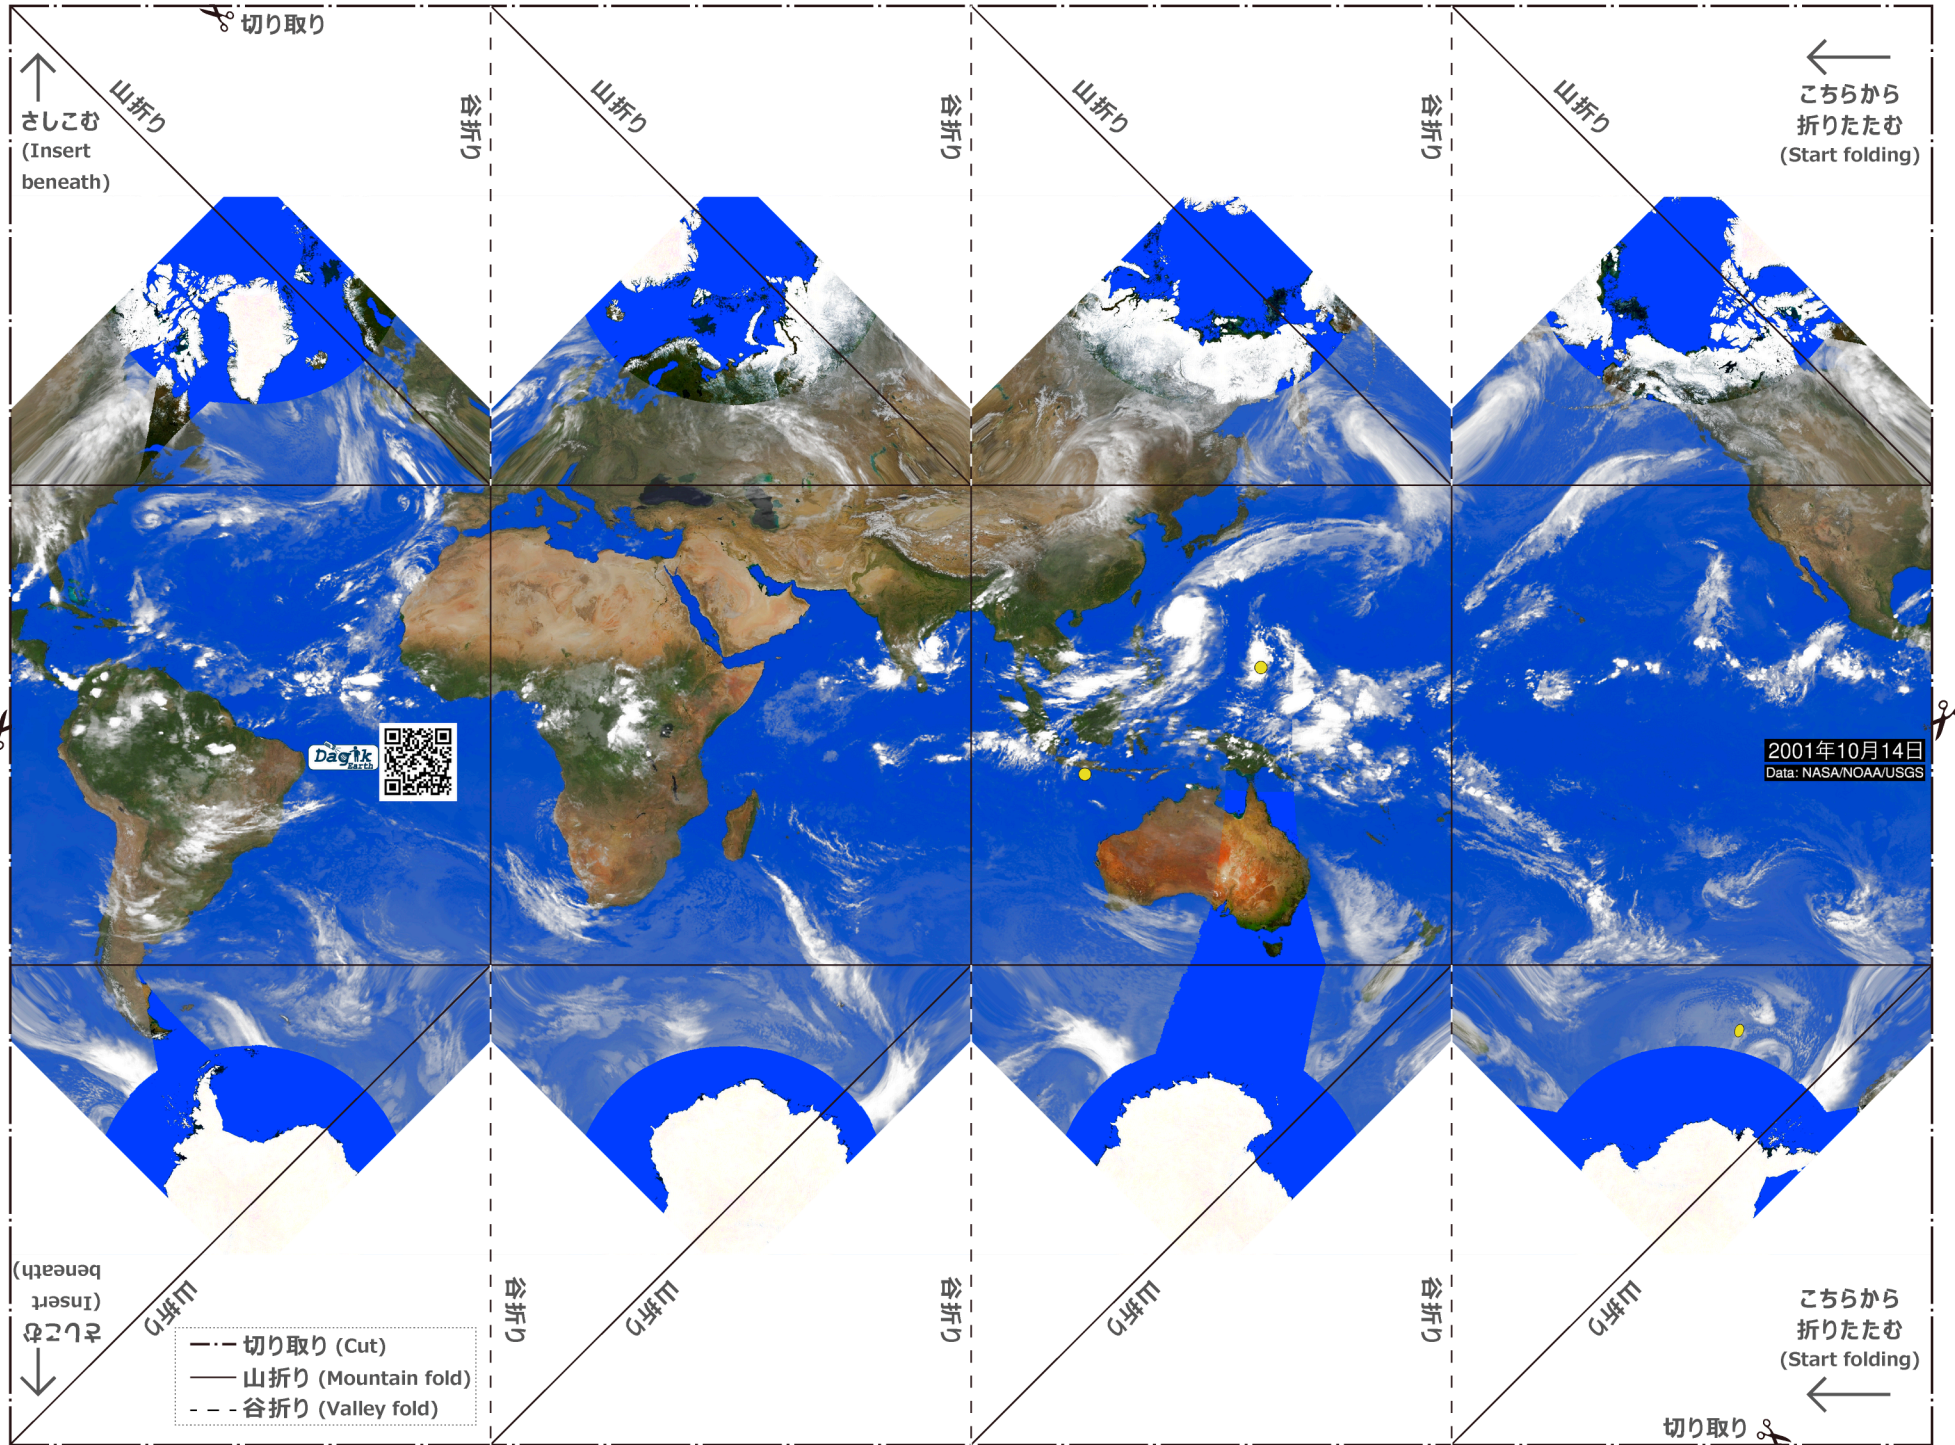 切り取り
山折り
山折り
山折り
山折り
谷折り
谷折り
谷折り
さしこむ
(Insert
beneath)
こちらから
折りたたむ
(Start folding)
Dagik
Earth
2001年10月14日
Data: NASA/NOAA/USGS
さしこむ
(Insert
beneath)
山折り
山折り
山折り
山折り
谷折り
谷折り
谷折り
こちらから
折りたたむ
(Start folding)
切り取り (Cut)
山折り (Mountain fold)
谷折り (Valley fold)
切り取り